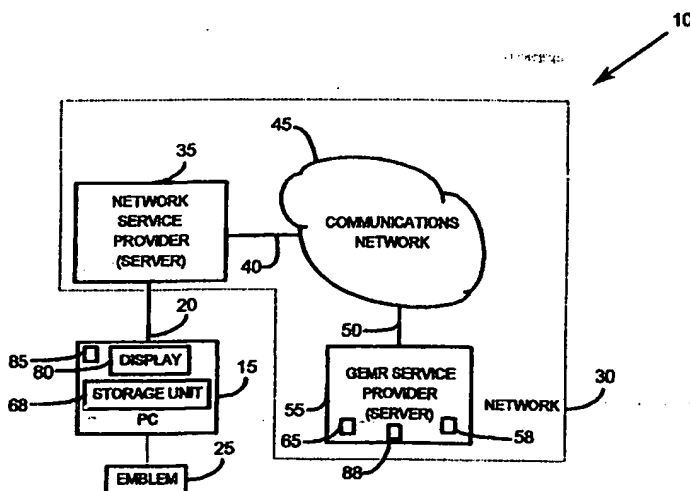 10
45
35
NETWORK
SERVICE
PROVIDER
(SERVER)
COMMUNICATIONS
NETWORK
40
20
50
85
DISPLAY
80
15
STORAGE UNIT
68
PC
GEMR SERVICE
PROVIDER
(SERVER)
55
NETWORK
30
65
88
58
25
EMBLEM